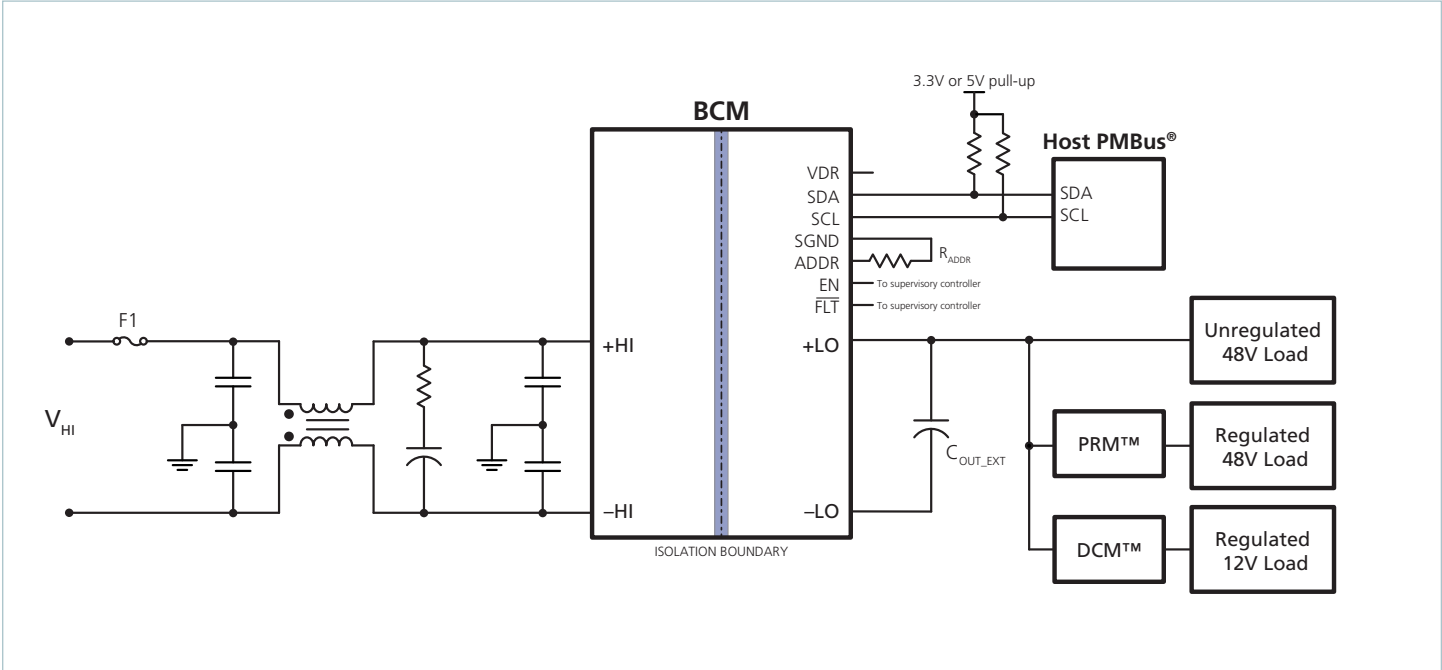 3.3V or 5V pull-up
BCM
Host PMBus®
VDR
SDA
SCL
SGND
ADDR
EN
FLT
SDA
SCL
R_ADDR
To supervisory controller
To supervisory controller
F1
V_HI
+HI
–HI
+LO
–LO
C_OUT_EXT
ISOLATION BOUNDARY
Unregulated
48V Load
PRM™
Regulated
48V Load
DCM™
Regulated
12V Load